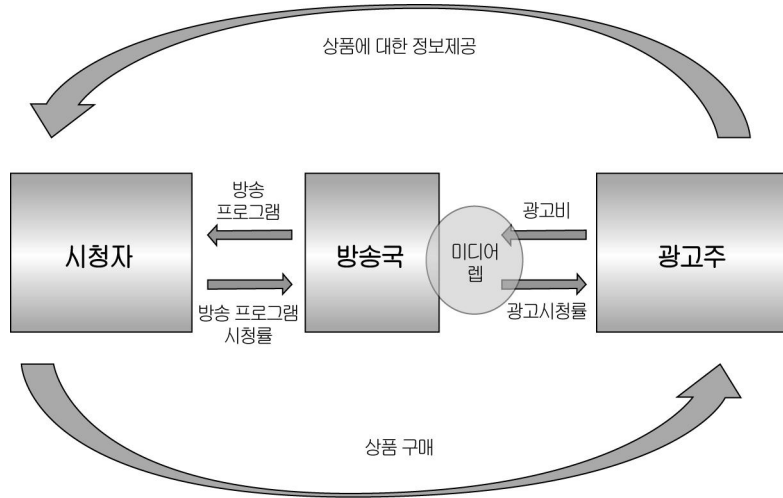 상품에 대한 정보제공
방송
프로그램
광고비
시청자
방송국
미디어
렙
광고주
방송 프로그램
시청률
광고시청률
상품 구매